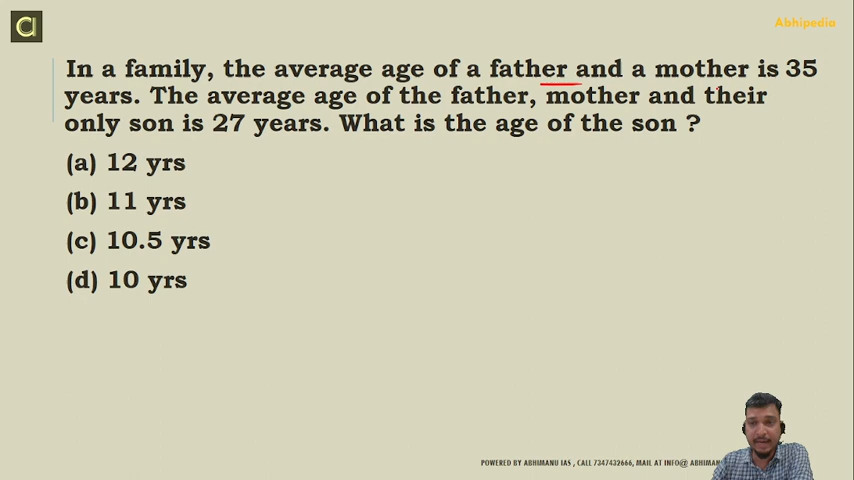 Abhipedia
In a family, the average age of a father and a mother is 35
years. The average age of the father, mother and their
only son is 27 years. What is the age of the son ?
(a) 12 yrs
(b) 11 yrs
(c) 10.5 yrs
(d) 10 yrs
POWERED BY ABHIMANU IAS , CALL 7347432666, MAIL AT INFO@ ABHIMAN